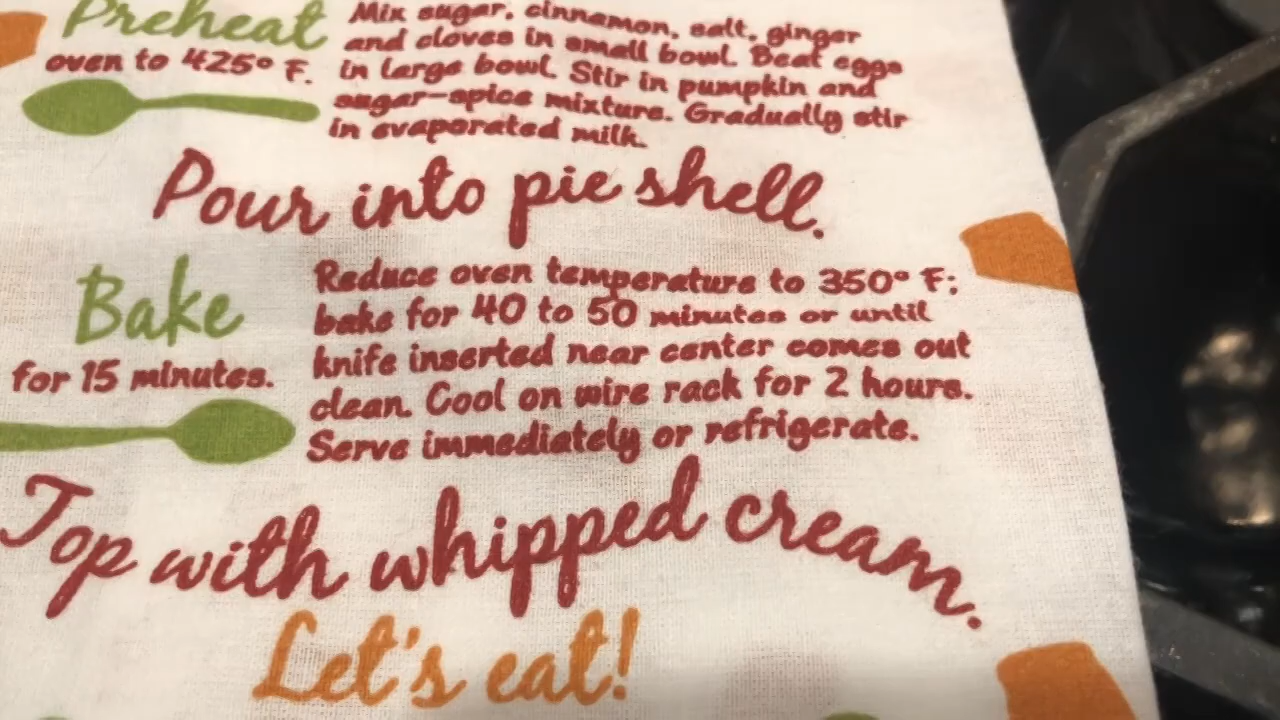 Preheat
oven to 425° F.
Mix sugar, cinnamon, salt, ginger
and cloves in small bowl. Beat eggs
in large bowl. Stir in pumpkin and
sugar-spice mixture. Gradually stir
in evaporated milk.
Pour into pie shell.
Bake
for 15 minutes.
Reduce oven temperature to 350° F;
bake for 40 to 50 minutes or until
knife inserted near center comes out
clean. Cool on wire rack for 2 hours.
Serve immediately or refrigerate.
Top with whipped cream.
Let's eat!